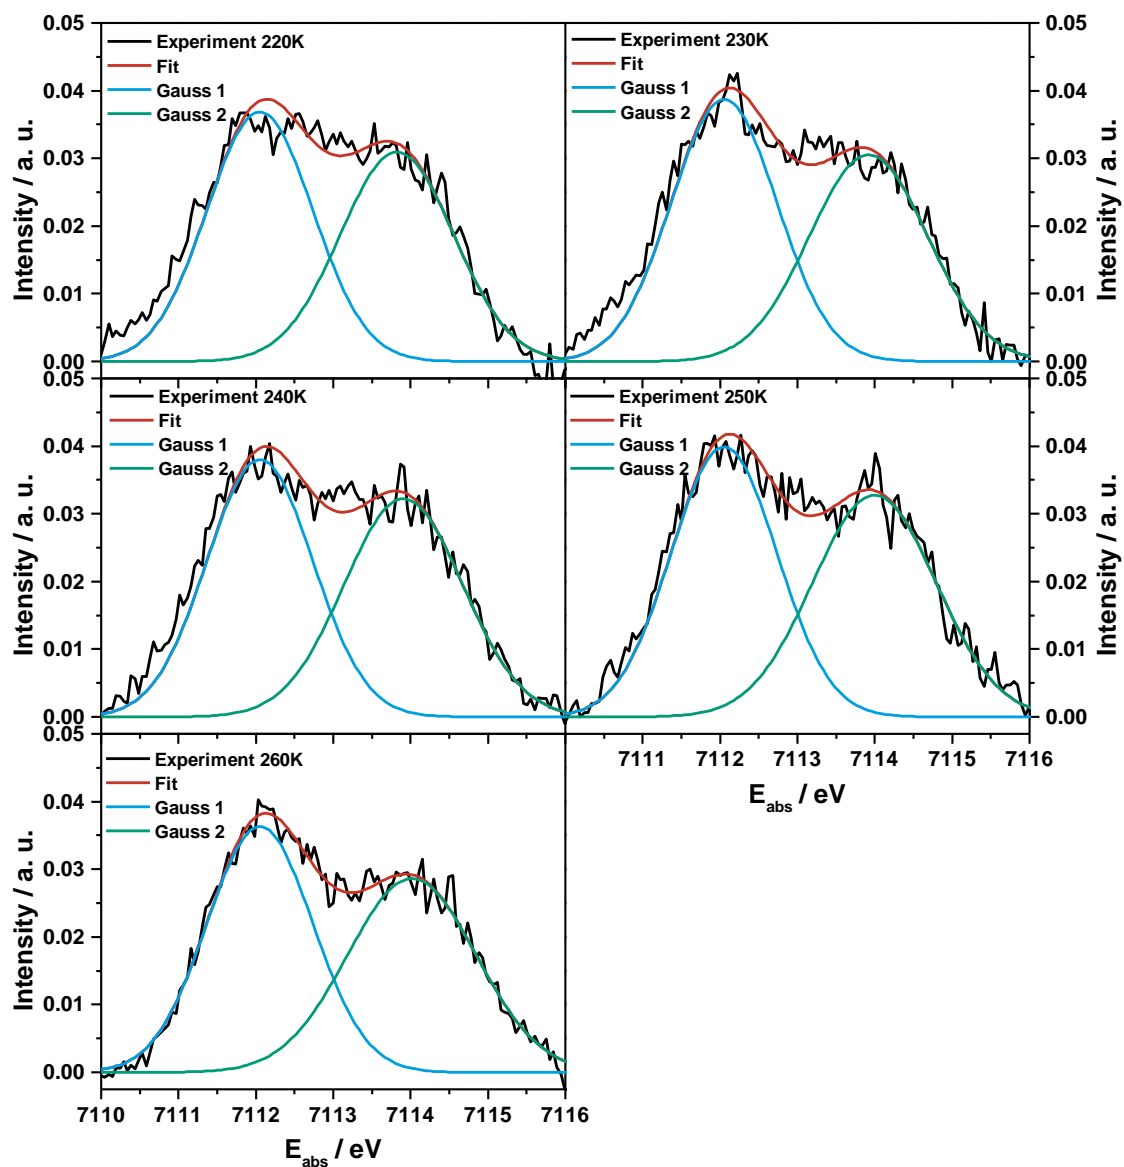 0.05
0.04
0.03
0.02
0.01
0.00
Intensity / a. u.
Experiment 220K
Fit
Gauss 1
Gauss 2
Experiment 230K
Fit
Gauss 1
Gauss 2
0.05
0.04
0.03
0.02
0.01
0.00
Intensity / a. u.
0.05
0.04
0.03
0.02
0.01
0.00
Intensity / a. u.
Experiment 240K
Fit
Gauss 1
Gauss 2
Experiment 250K
Fit
Gauss 1
Gauss 2
0.05
0.04
0.03
0.02
0.01
0.00
Intensity / a. u.
7111 7112 7113 7114 7115 7116
E_abs / eV
0.05
0.04
0.03
0.02
0.01
0.00
Intensity / a. u.
Experiment 260K
Fit
Gauss 1
Gauss 2
7110 7111 7112 7113 7114 7115 7116
E_abs / eV